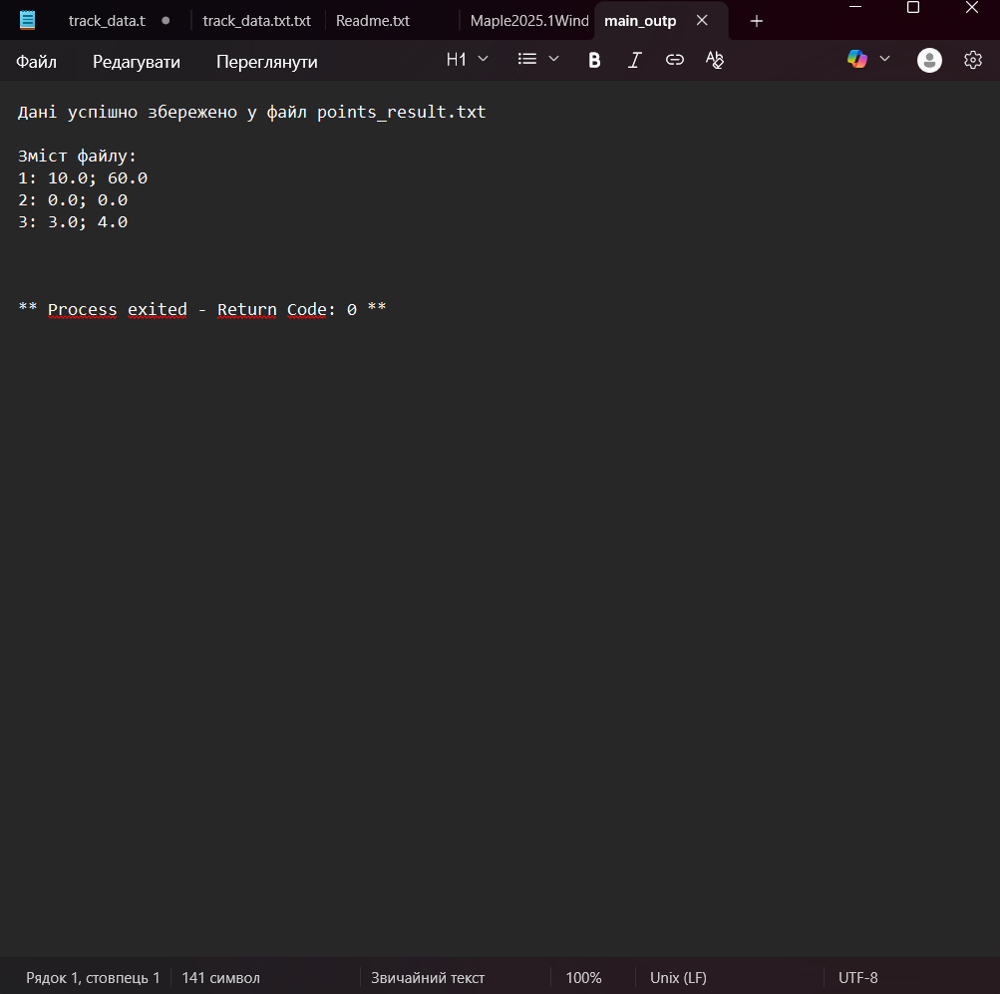 track_data.t
track_data.txt.txt
Readme.txt
Maple2025.1Wind
main_outp
Файл
Редагувати
Переглянути
H1
Дані успішно збережено у файл points_result.txt
Зміст файлу:
1: 10.0; 60.0
2: 0.0; 0.0
3: 3.0; 4.0
** Process exited - Return Code: 0 **
Рядок 1, стовпець 1
141 символ
Звичайний текст
100%
Unix (LF)
UTF-8